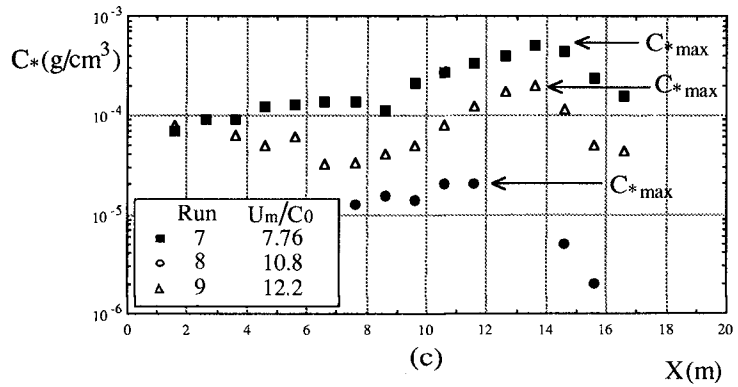 10⁻³
C*(g/cm³)
C*max
C*max
10⁻⁴
C*max
10⁻⁵
Run Um/C0
■ 7 7.76
○ 8 10.8
△ 9 12.2
10⁻⁶
0 2 4 6 8 10 12 14 16 18 20
(c)
X(m)